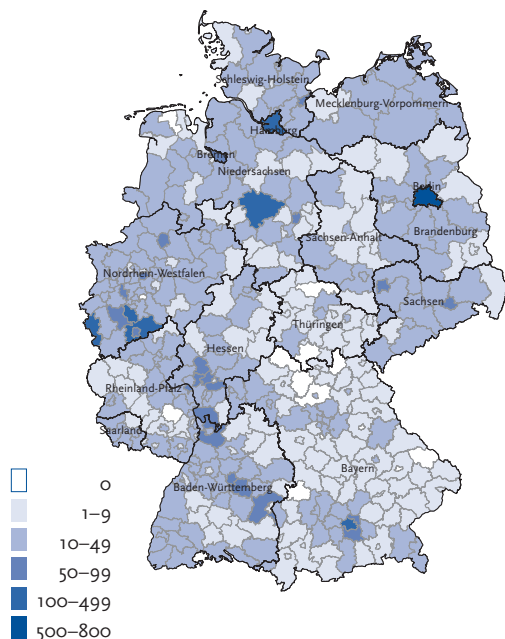 Schleswig-Holstein
Mecklenburg-Vorpommern
Hamburg
Bremen
Niedersachsen
Berlin
Brandenburg
Sachsen-Anhalt
Nordrhein-Westfalen
Sachsen
Thüringen
Hessen
Rheinland-Pfalz
Saarland
Bayern
Baden-Württemberg
0
1–9
10–49
50–99
100–499
500–800